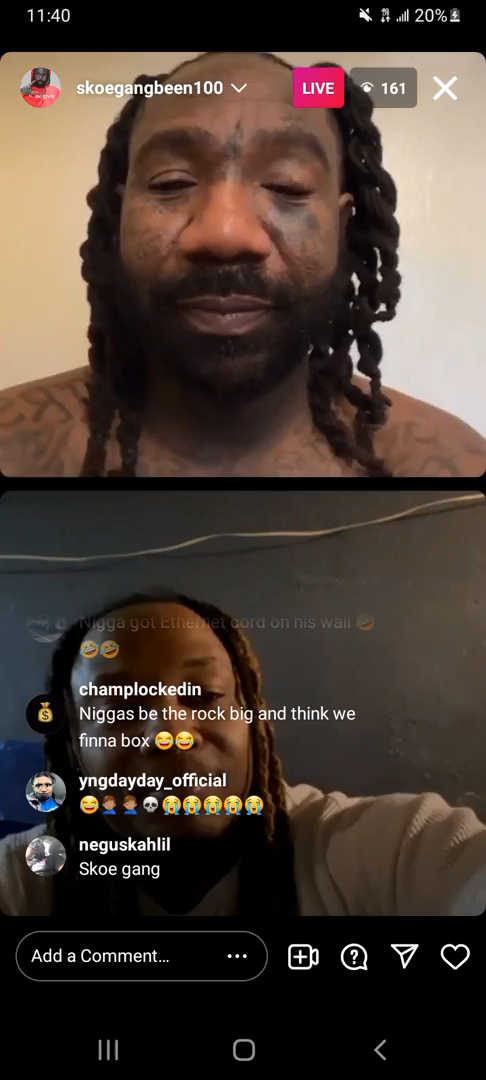 11:40
20%
skoegangbeen100
LIVE
161
Nigga got Ethernet cord on his wall 🤣
🤣🤣
champlockedin
Niggas be the rock big and think we
finna box 😂😂
yngdayday_official
😂🤦🏽‍♂️🤦🏽‍♂️💀😭😭😭😭😭
neguskahlil
Skoe gang
Add a Comment...